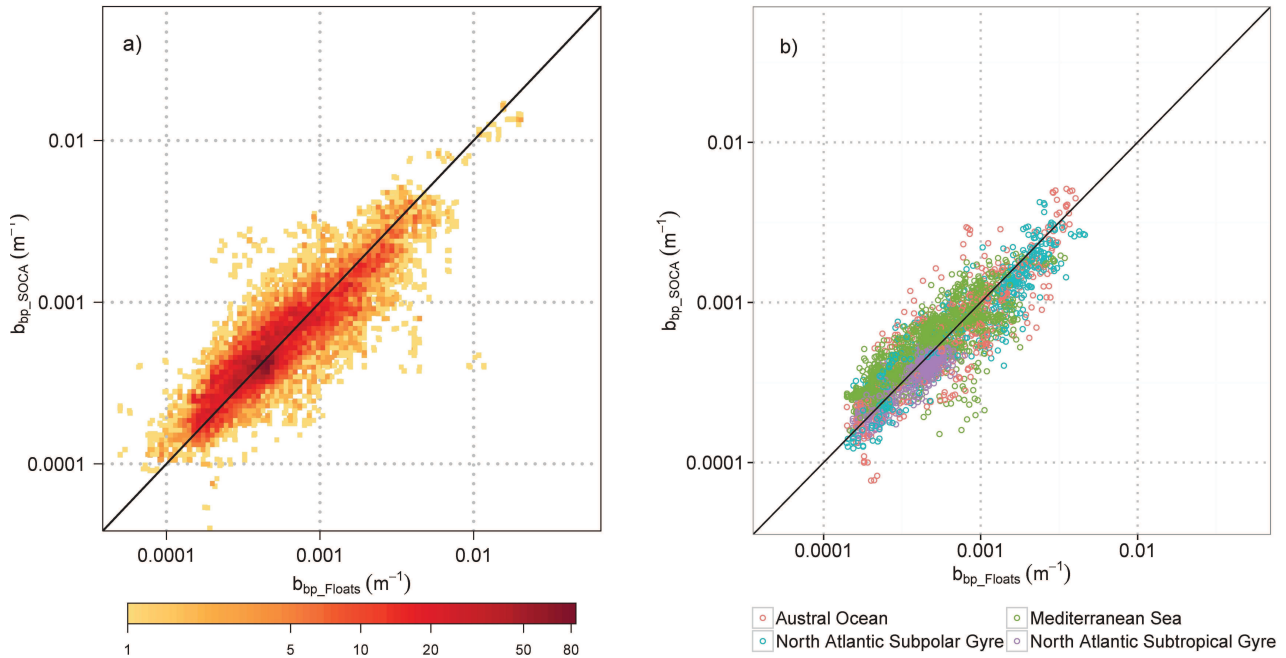 a)
0.01
0.001
0.0001
b_bp_SOCA (m⁻¹)
0.0001 0.001 0.01
b_bp_Floats (m⁻¹)
1 5 10 20 50 80
b)
0.01
0.001
0.0001
b_bp_SOCA (m⁻¹)
0.0001 0.001 0.01
b_bp_Floats (m⁻¹)
Austral Ocean Mediterranean Sea
North Atlantic Subpolar Gyre North Atlantic Subtropical Gyre